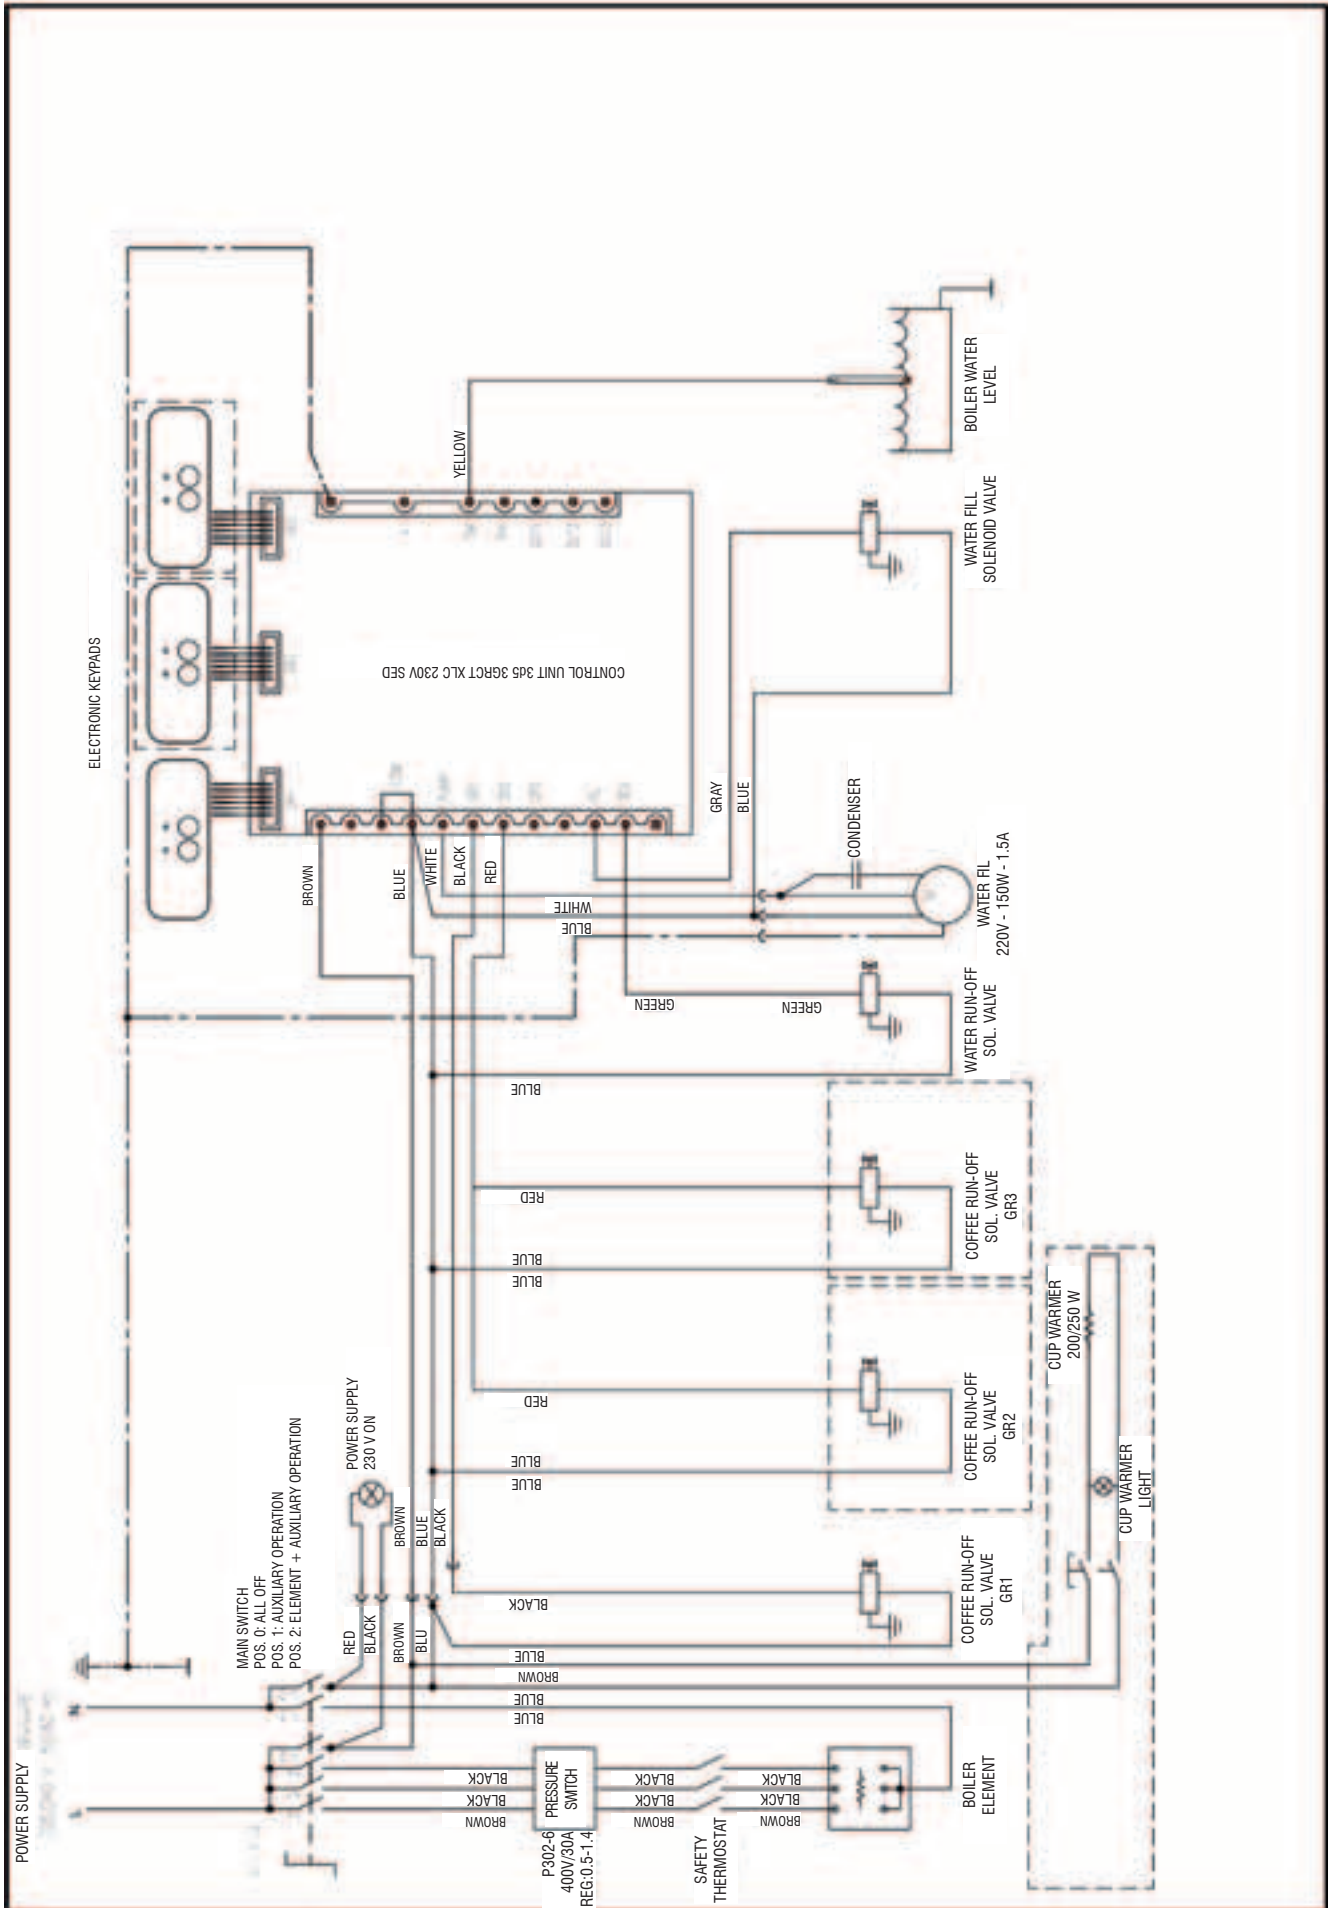 POWER SUPPLY
N
L
MAIN SWITCH
POS. 0: ALL OFF
POS. 1: AUXILIARY OPERATION
POS. 2: ELEMENT + AUXILIARY OPERATION
POWER SUPPLY
230 V ON
ELECTRONIC KEYPADS
CONTROL UNIT 3d5 3GRCT XLC 230V SED
YELLOW
BROWN
BLUE
WHITE
BLACK
RED
GRAY
BLUE
WHITE
BLUE
GREEN
GREEN
BLUE
RED
BLUE
BLUE
RED
BLUE
BLUE
BROWN
BLUE
BLACK
RED
BLACK
BROWN
BLU
BLACK
BLUE
BROWN
BLUE
BLUE
BLACK
BLACK
BROWN
P302-6
400V/30A
REG:0.5-1.4
PRESSURE
SWITCH
BLACK
BLACK
BROWN
SAFETY
THERMOSTAT
BLACK
BLACK
BROWN
BOILER
ELEMENT
COFFEE RUN-OFF
SOL. VALVE
GR1
COFFEE RUN-OFF
SOL. VALVE
GR2
COFFEE RUN-OFF
SOL. VALVE
GR3
WATER RUN-OFF
SOL. VALVE
CONDENSER
WATER FIL
220V - 150W - 1.5A
WATER FILL
SOLENOID VALVE
BOILER WATER
LEVEL
CUP WARMER
200/250 W
CUP WARMER
LIGHT